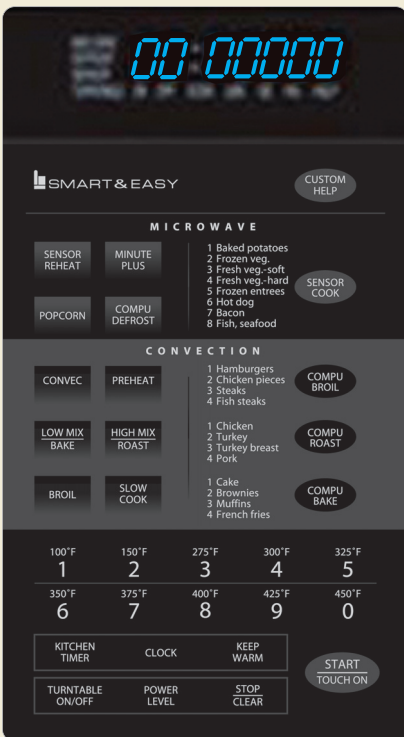 00:00000
SMART&EASY
CUSTOM
HELP
MICROWAVE
SENSOR
REHEAT
MINUTE
PLUS
POPCORN
COMPU
DEFROST
1 Baked potatoes
2 Frozen veg.
3 Fresh veg.-soft
4 Fresh veg.-hard
5 Frozen entrees
6 Hot dog
7 Bacon
8 Fish, seafood
SENSOR
COOK
CONVECTION
CONVEC
PREHEAT
LOW MIX
BAKE
HIGH MIX
ROAST
BROIL
SLOW
COOK
1 Hamburgers
2 Chicken pieces
3 Steaks
4 Fish steaks
COMPU
BROIL
1 Chicken
2 Turkey
3 Turkey breast
4 Pork
COMPU
ROAST
1 Cake
2 Brownies
3 Muffins
4 French fries
COMPU
BAKE
100°F 150°F 275°F 300°F 325°F
1 2 3 4 5
350°F 375°F 400°F 425°F 450°F
6 7 8 9 0
KITCHEN
TIMER
CLOCK
KEEP
WARM
TURNTABLE
ON/OFF
POWER
LEVEL
STOP
CLEAR
START
TOUCH ON